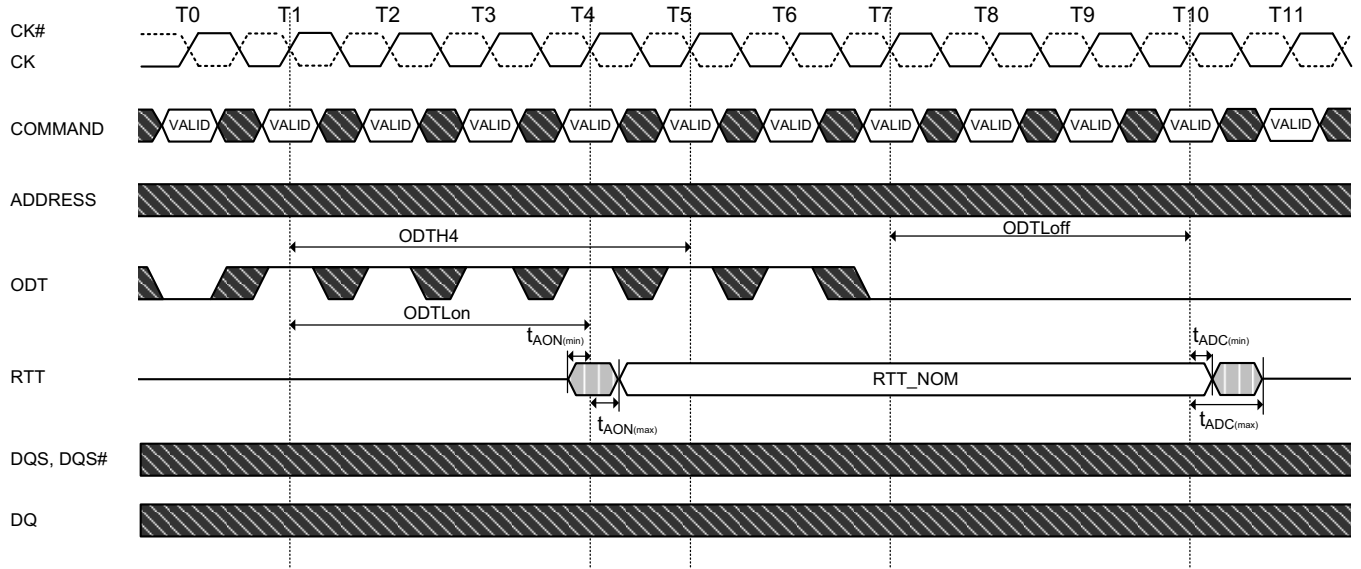 T0 T1 T2 T3 T4 T5 T6 T7 T8 T9 T10 T11
CK#
CK
COMMAND VALID VALID VALID VALID VALID VALID VALID VALID VALID VALID VALID VALID
ADDRESS
ODTH4 ODTLoff
ODT
ODTLon
tAON(min) tADC(min)
RTT RTT_NOM
tAON(max) tADC(max)
DQS, DQS#
DQ